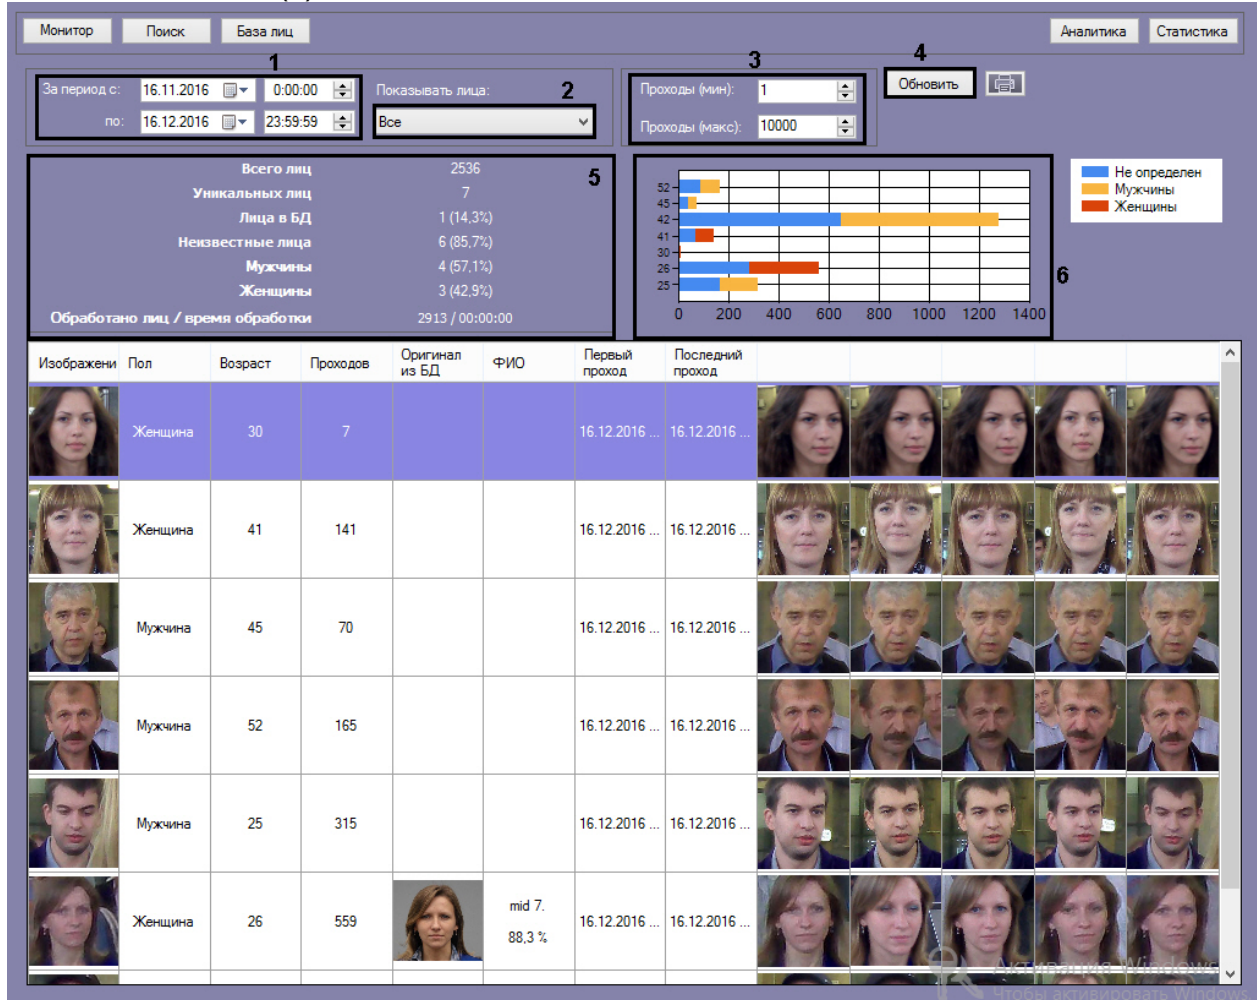 Монитор Поиск База лиц Аналитика Статистика
1 3 4
За период с: 16.11.2016 0:00:00 Показывать лица: 2 Проходы (мин): 1 Обновить
по: 16.12.2016 23:59:59 Все Проходы (макс): 10000
Всего лиц 2536 5
Уникальных лиц 7
Лица в БД 1 (14,3%)
Неизвестные лица 6 (85,7%)
Мужчины 4 (57,1%)
Женщины 3 (42,9%)
Обработано лиц / время обработки 2913 / 00:00:00
52
45
42
41
30
26
25
0 200 400 600 800 1000 1200 1400
6
Не определен
Мужчины
Женщины
Изображени Пол Возраст Проходов Оригинал из БД ФИО Первый проход Последний проход
Женщина 30 7 16.12.2016 ... 16.12.2016 ...
Женщина 41 141 16.12.2016 ... 16.12.2016 ...
Мужчина 45 70 16.12.2016 ... 16.12.2016 ...
Мужчина 52 165 16.12.2016 ... 16.12.2016 ...
Мужчина 25 315 16.12.2016 ... 16.12.2016 ...
Женщина 26 559 mid 7. 88,3 % 16.12.2016 ... 16.12.2016 ...
Активация Windows
Чтобы активировать Windows,